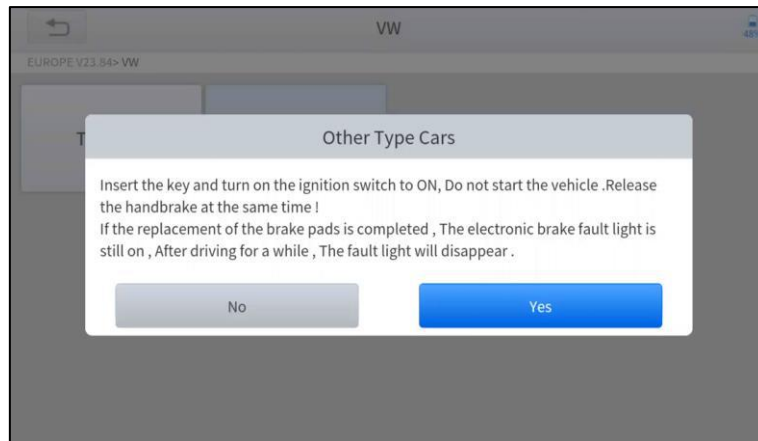 VW
48%
EUROPE V23.84> VW
T
Other Type Cars
Insert the key and turn on the ignition switch to ON, Do not start the vehicle .Release
the handbrake at the same time !
If the replacement of the brake pads is completed , The electronic brake fault light is
still on , After driving for a while , The fault light will disappear .
No
Yes